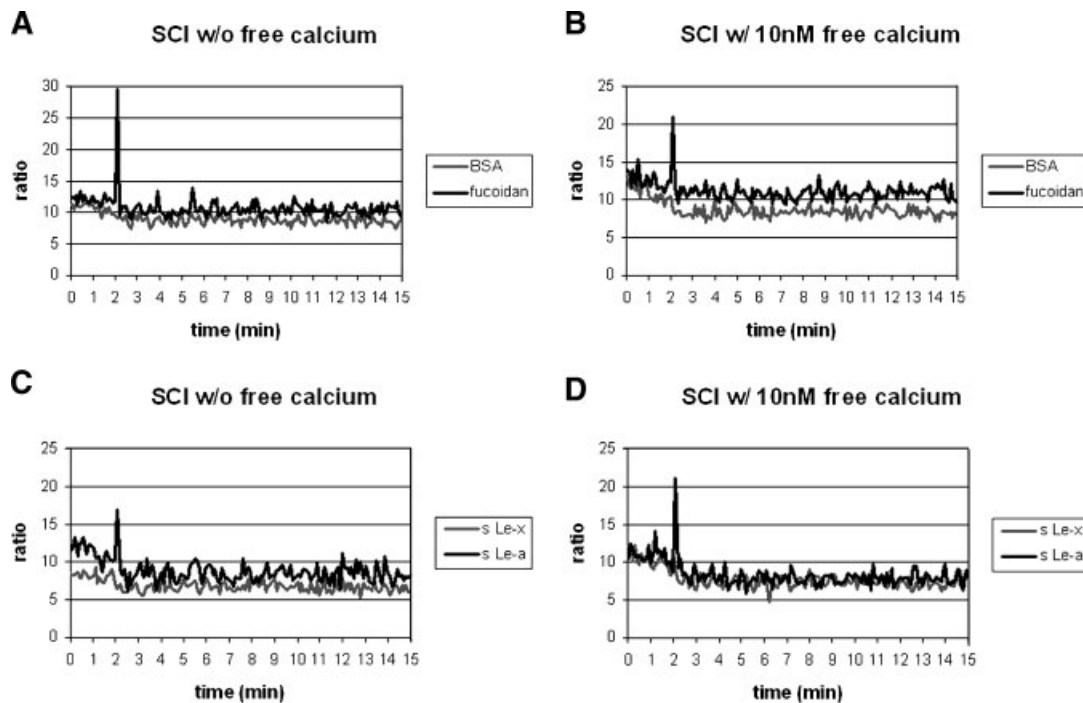 A
SCI w/o free calcium
30
25
20
15
10
5
0
ratio
0 1 2 3 4 5 6 7 8 9 10 11 12 13 14 15
time (min)
BSA
fucoidan
B
SCI w/ 10nM free calcium
25
20
15
10
5
0
ratio
0 1 2 3 4 5 6 7 8 9 10 11 12 13 14 15
time (min)
BSA
fucoidan
C
SCI w/o free calcium
25
20
15
10
5
0
ratio
0 1 2 3 4 5 6 7 8 9 10 11 12 13 14 15
time (min)
s Le-x
s Le-a
D
SCI w/ 10nM free calcium
25
20
15
10
5
0
ratio
0 1 2 3 4 5 6 7 8 9 10 11 12 13 14 15
time (min)
s Le-x
s Le-a